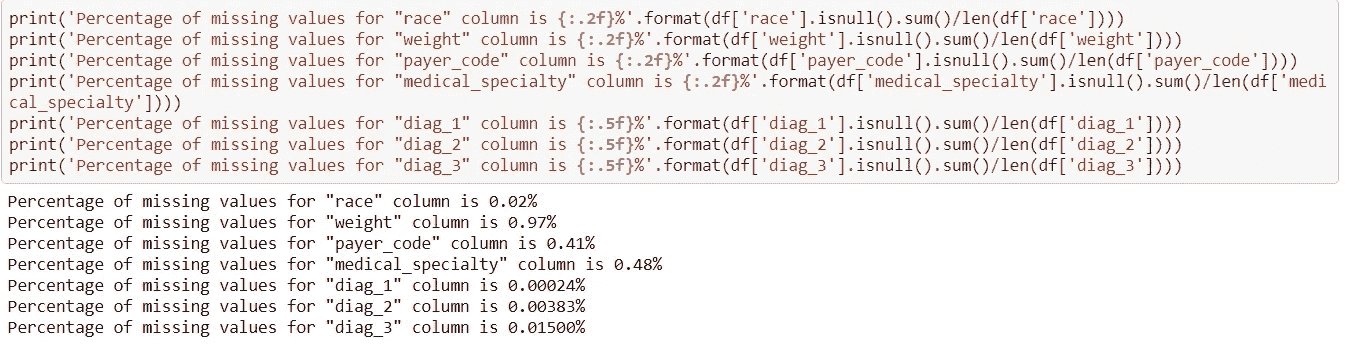 print('Percentage of missing values for "race" column is {:.2f}%'.format(df['race'].isnull().sum()/len(df['race'])))
print('Percentage of missing values for "weight" column is {:.2f}%'.format(df['weight'].isnull().sum()/len(df['weight'])))
print('Percentage of missing values for "payer_code" column is {:.2f}%'.format(df['payer_code'].isnull().sum()/len(df['payer_code'])))
print('Percentage of missing values for "medical_specialty" column is {:.2f}%'.format(df['medical_specialty'].isnull().sum()/len(df['medi
cal_specialty'])))
print('Percentage of missing values for "diag_1" column is {:.5f}%'.format(df['diag_1'].isnull().sum()/len(df['diag_1'])))
print('Percentage of missing values for "diag_2" column is {:.5f}%'.format(df['diag_2'].isnull().sum()/len(df['diag_2'])))
print('Percentage of missing values for "diag_3" column is {:.5f}%'.format(df['diag_3'].isnull().sum()/len(df['diag_3'])))
Percentage of missing values for "race" column is 0.02%
Percentage of missing values for "weight" column is 0.97%
Percentage of missing values for "payer_code" column is 0.41%
Percentage of missing values for "medical_specialty" column is 0.48%
Percentage of missing values for "diag_1" column is 0.00024%
Percentage of missing values for "diag_2" column is 0.00383%
Percentage of missing values for "diag_3" column is 0.01500%